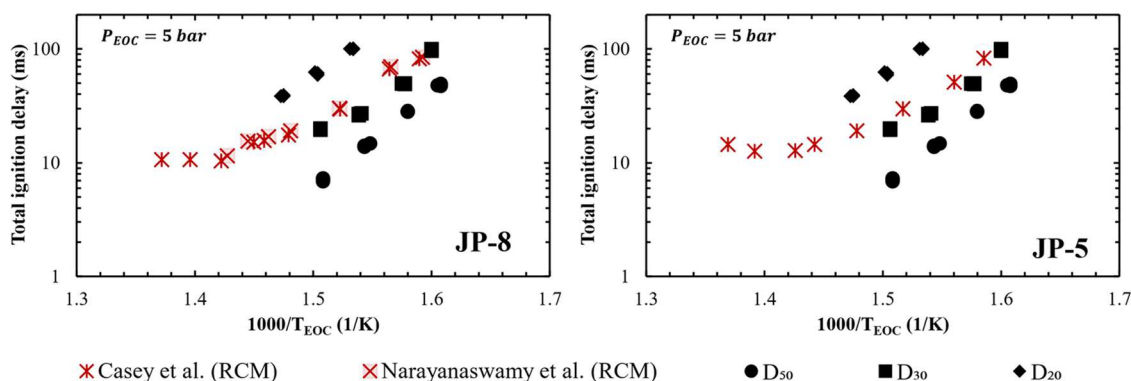 P_EOC = 5 bar
Total ignition delay (ms)
100
10
1
JP-8
1.3 1.4 1.5 1.6 1.7
1000/T_EOC (1/K)
P_EOC = 5 bar
Total ignition delay (ms)
100
10
1
JP-5
1.3 1.4 1.5 1.6 1.7
1000/T_EOC (1/K)
Casey et al. (RCM) Narayanaswamy et al. (RCM) D₅₀ D₃₀ D₂₀